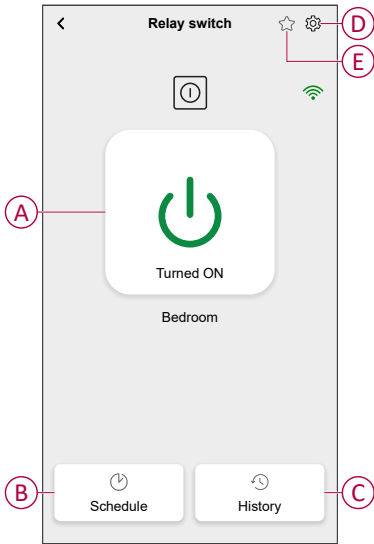 Relay switch
D
E
A
Turned ON
Bedroom
B
Schedule
History
C